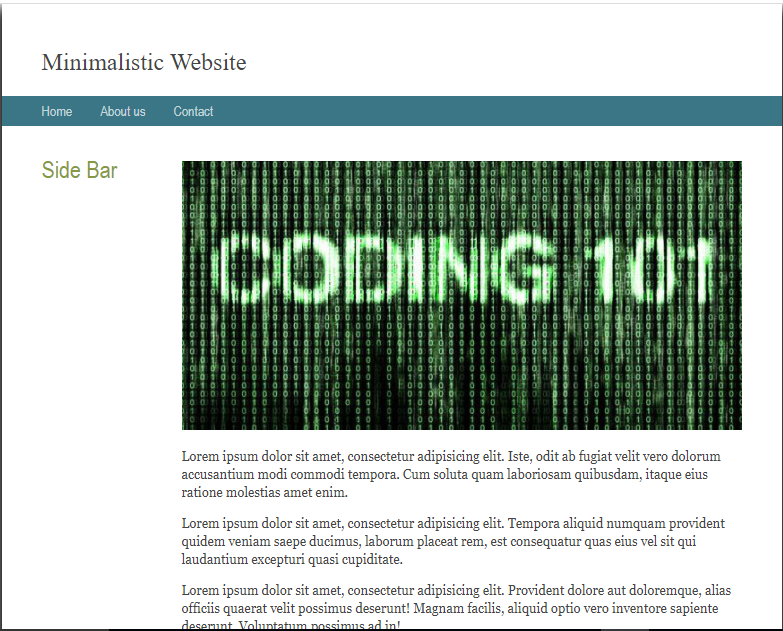 Minimalistic Website
Home About us Contact
Side Bar
CODING 101
Lorem ipsum dolor sit amet, consectetur adipisicing elit. Iste, odit ab fugiat velit vero dolorum
accusantium modi commodi tempora. Cum soluta quam laboriosam quibusdam, itaque eius
ratione molestias amet enim.
Lorem ipsum dolor sit amet, consectetur adipisicing elit. Tempora aliquid numquam provident
quidem veniam saepe ducimus, laborum placeat rem, est consequatur quas eius vel sit qui
laudantium excepturi quasi cupiditate.
Lorem ipsum dolor sit amet, consectetur adipisicing elit. Provident dolore aut doloremque, alias
officiis quaerat velit possimus deserunt! Magnam facilis, aliquid optio vero inventore sapiente
deserunt. Voluptatum possimus ad in!